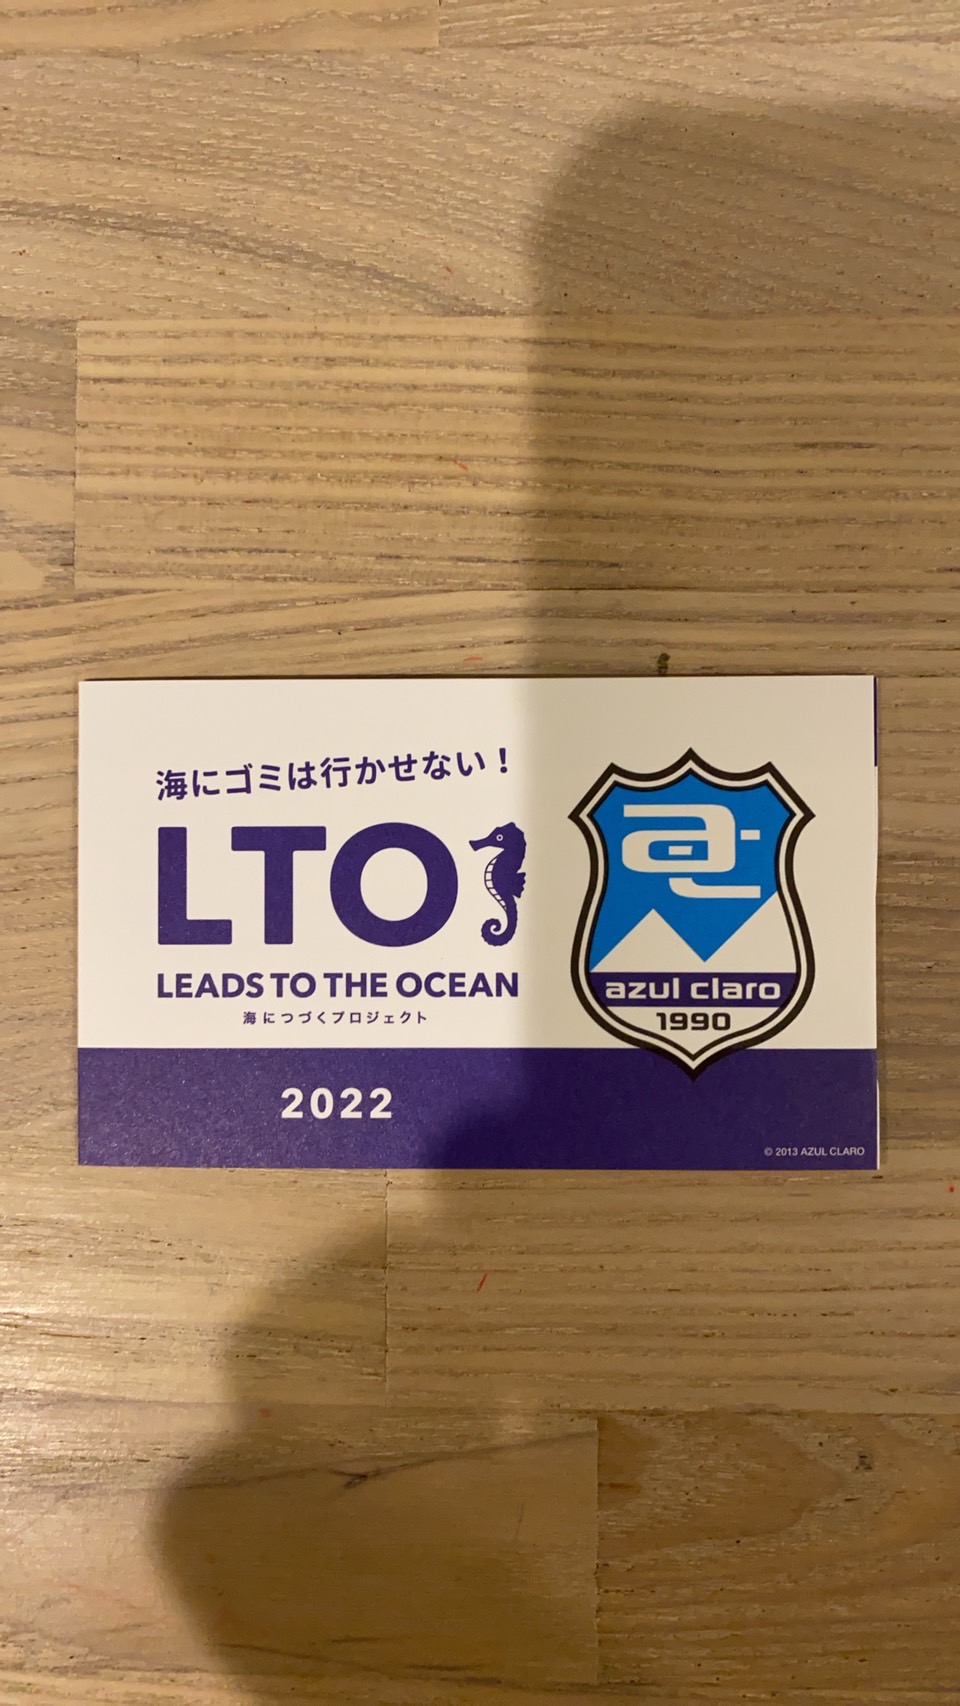 海にゴミは行かせない！
LTO
LEADS TO THE OCEAN
海につづくプロジェクト
2022
a-c
azul claro
1990
© 2013 AZUL CLARO